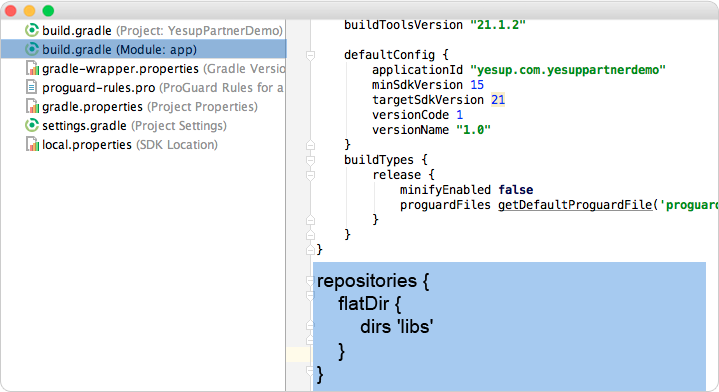 build.gradle (Project: YesupPartnerDemo)
build.gradle (Module: app)
gradle-wrapper.properties (Gradle Versio
proguard-rules.pro (ProGuard Rules for a
gradle.properties (Project Properties)
settings.gradle (Project Settings)
local.properties (SDK Location)
buildToolsVersion "21.1.2"
defaultConfig {
applicationId "yesup.com.yesuppartnerdemo"
minSdkVersion 15
targetSdkVersion 21
versionCode 1
versionName "1.0"
}
buildTypes {
release {
minifyEnabled false
proguardFiles getDefaultProguardFile('proguard
}
}
}
repositories {
flatDir {
dirs 'libs'
}
}